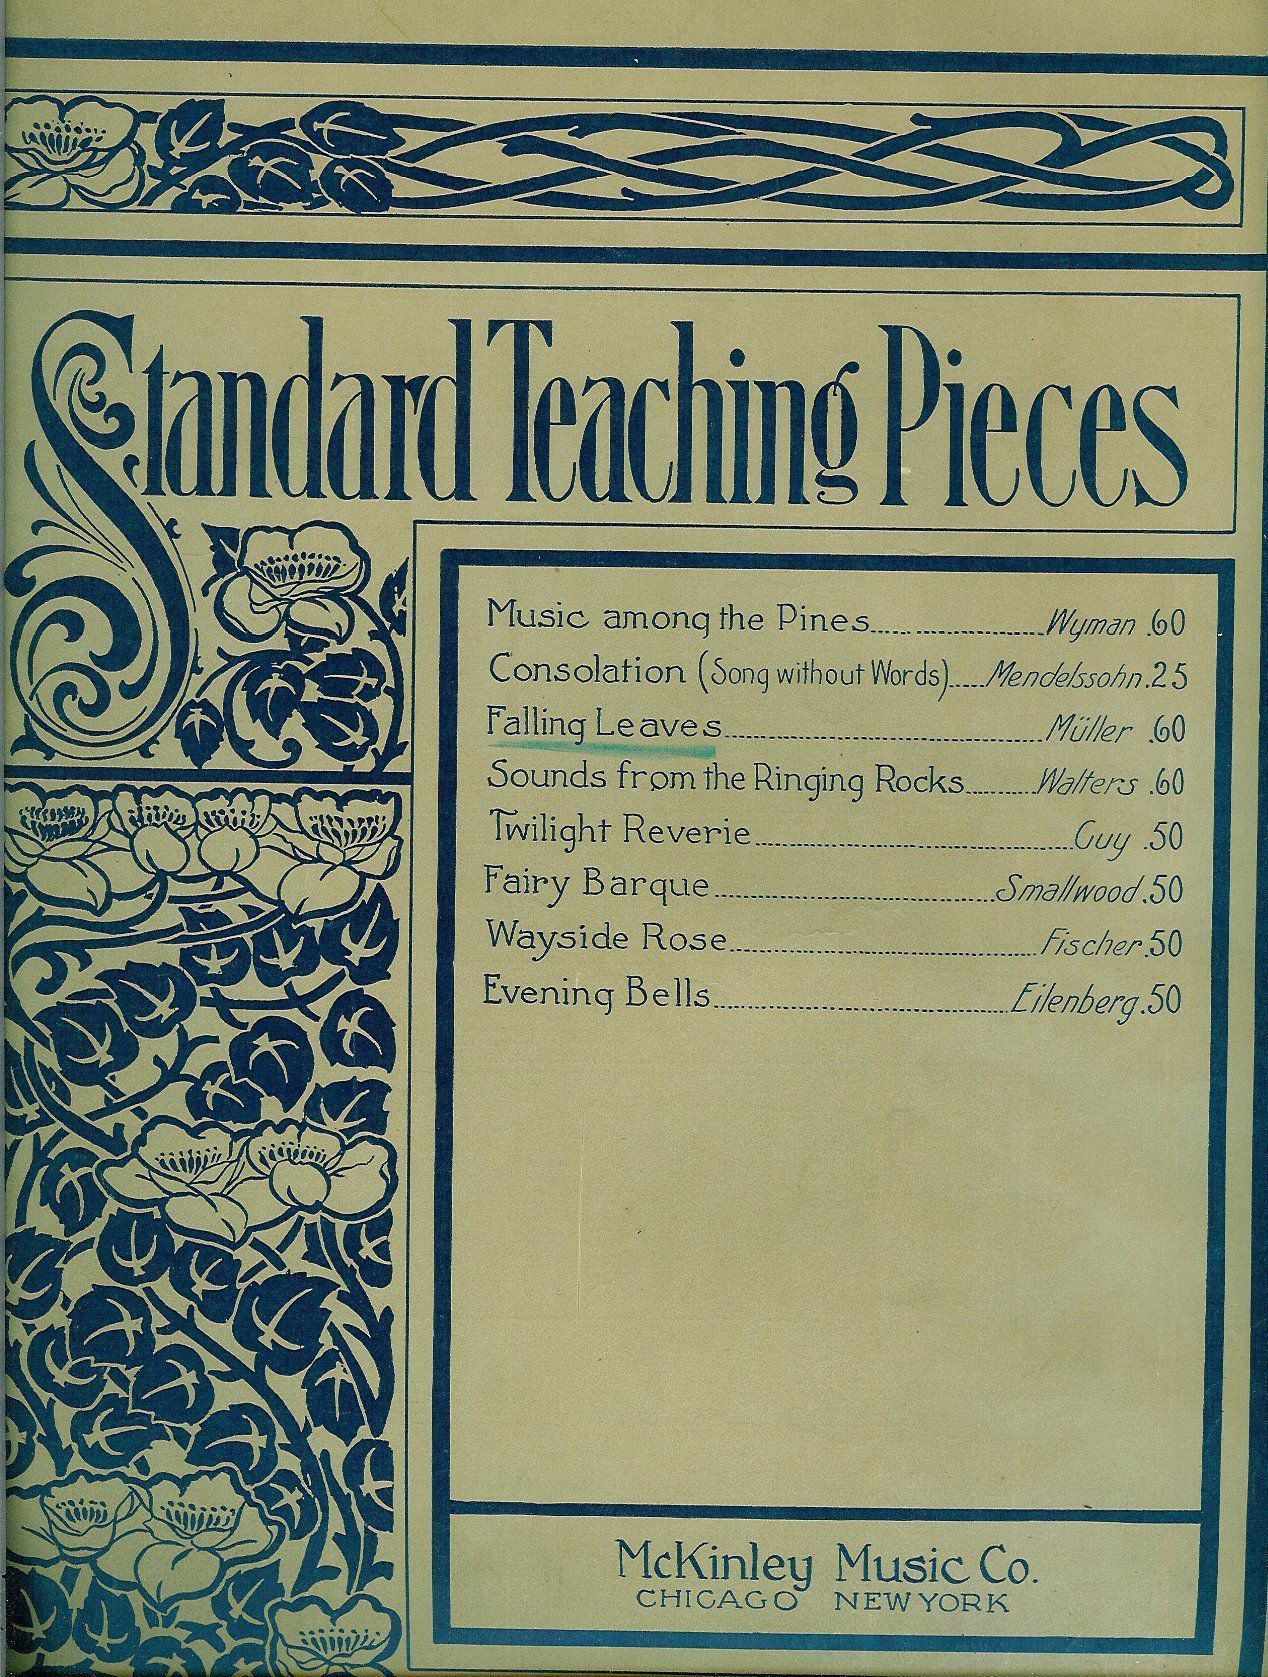 Standard Teaching Pieces
Music among the Pines Wyman .60
Consolation (Song without Words) Mendelssohn .25
Falling Leaves Müller .60
Sounds from the Ringing Rocks Walters .60
Twilight Reverie Guy .50
Fairy Barque Smallwood .50
Wayside Rose Fischer .50
Evening Bells Eilenberg .50
McKinley Music Co.
CHICAGO NEW YORK